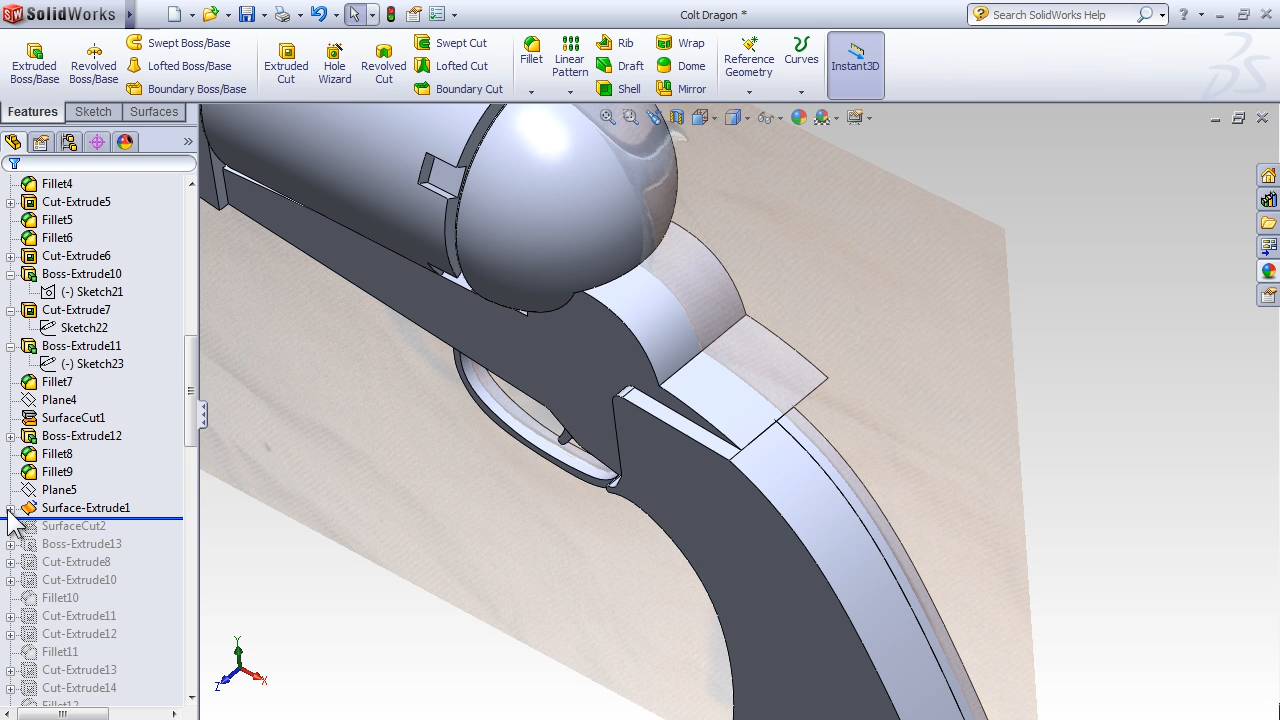 SolidWorks
Colt Dragon *
Search SolidWorks Help
Extruded Boss/Base
Revolved Boss/Base
Swept Boss/Base
Lofted Boss/Base
Boundary Boss/Base
Extruded Cut
Hole Wizard
Revolved Cut
Swept Cut
Lofted Cut
Boundary Cut
Fillet
Linear Pattern
Rib
Draft
Shell
Wrap
Dome
Mirror
Reference Geometry
Curves
Instant3D
Features Sketch Surfaces
Fillet4
Cut-Extrude5
Fillet5
Fillet6
Cut-Extrude6
Boss-Extrude10
(-) Sketch21
Cut-Extrude7
Sketch22
Boss-Extrude11
(-) Sketch23
Fillet7
Plane4
SurfaceCut1
Boss-Extrude12
Fillet8
Fillet9
Plane5
Surface-Extrude1
SurfaceCut2
Boss-Extrude13
Cut-Extrude8
Cut-Extrude10
Fillet10
Cut-Extrude11
Cut-Extrude12
Fillet11
Cut-Extrude13
Cut-Extrude14
Fillet12
Y
X
Z